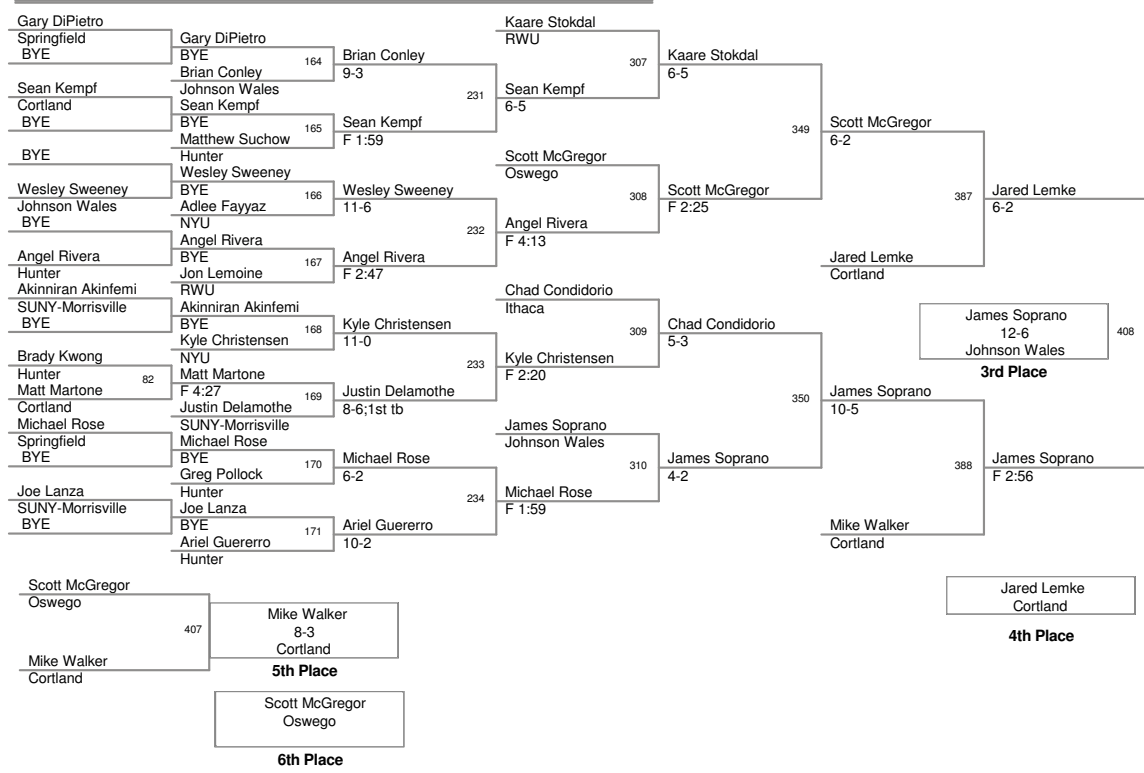 Gary DiPietro
Springfield
BYE
Sean Kempf
Cortland
BYE
BYE
Wesley Sweeney
Johnson Wales
BYE
Angel Rivera
Hunter
Akinniran Akinfemi
SUNY-Morrisville
BYE
Brady Kwong
Hunter
82
Matt Martone
Cortland
Michael Rose
Springfield
BYE
Joe Lanza
SUNY-Morrisville
BYE
Gary DiPietro
BYE
164
Brian Conley
Johnson Wales
Sean Kempf
BYE
165
Matthew Suchow
Hunter
Wesley Sweeney
BYE
166
Adlee Fayyaz
NYU
Angel Rivera
BYE
167
Jon Lemoine
RWU
Akinniran Akinfemi
BYE
168
Kyle Christensen
NYU
Matt Martone
F 4:27
169
Justin Delamothe
SUNY-Morrisville
Michael Rose
BYE
170
Greg Pollock
Hunter
Joe Lanza
BYE
171
Ariel Guererro
Hunter
Brian Conley
9-3
231
Sean Kempf
F 1:59
Wesley Sweeney
11-6
232
Angel Rivera
F 2:47
Kyle Christensen
11-0
233
Justin Delamothe
8-6;1st tb
Michael Rose
6-2
234
Ariel Guererro
10-2
Kaare Stokdal
RWU
307
Sean Kempf
6-5
Scott McGregor
Oswego
308
Angel Rivera
F 4:13
Chad Condidorio
Ithaca
309
Kyle Christensen
F 2:20
James Soprano
Johnson Wales
310
Michael Rose
F 1:59
Kaare Stokdal
6-5
349
Scott McGregor
F 2:25
Chad Condidorio
5-3
350
James Soprano
4-2
Scott McGregor
6-2
387
Jared Lemke
Cortland
James Soprano
10-5
388
Mike Walker
Cortland
Jared Lemke
6-2
James Soprano
12-6
Johnson Wales
408
3rd Place
James Soprano
F 2:56
Jared Lemke
Cortland
4th Place
Scott McGregor
Oswego
407
Mike Walker
Cortland
Mike Walker
8-3
Cortland
5th Place
Scott McGregor
Oswego
6th Place